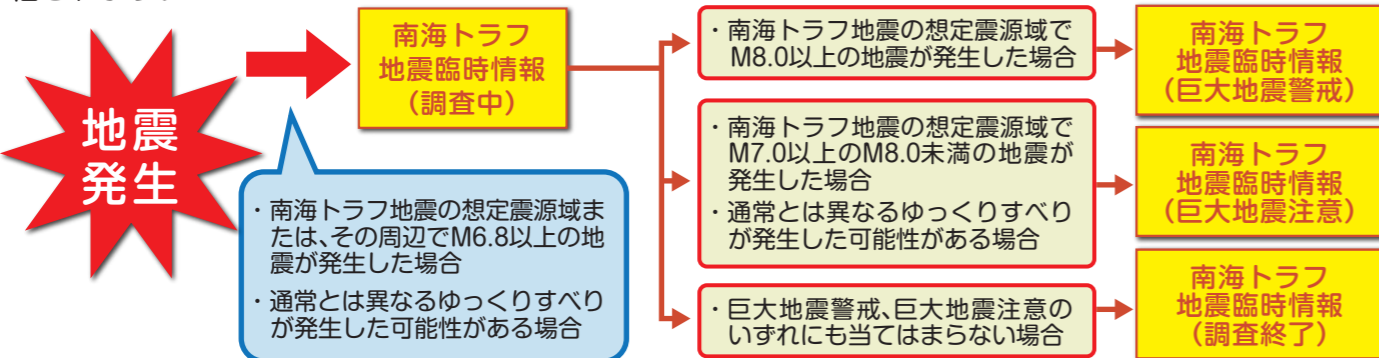 地震
発生
南海トラフ
地震臨時情報
（調査中）
・南海トラフ地震の想定震源域ま
たは、その周辺でM6.8以上の地
震が発生した場合
・通常とは異なるゆっくりすべり
が発生した可能性がある場合
・南海トラフ地震の想定震源域で
M8.0以上の地震が発生した場合
南海トラフ
地震臨時情報
（巨大地震警戒）
・南海トラフ地震の想定震源域で
M7.0以上のM8.0未満の地震が
発生した場合
・通常とは異なるゆっくりすべり
が発生した可能性がある場合
南海トラフ
地震臨時情報
（巨大地震注意）
・巨大地震警戒、巨大地震注意の
いずれにも当てはまらない場合
南海トラフ
地震臨時情報
（調査終了）